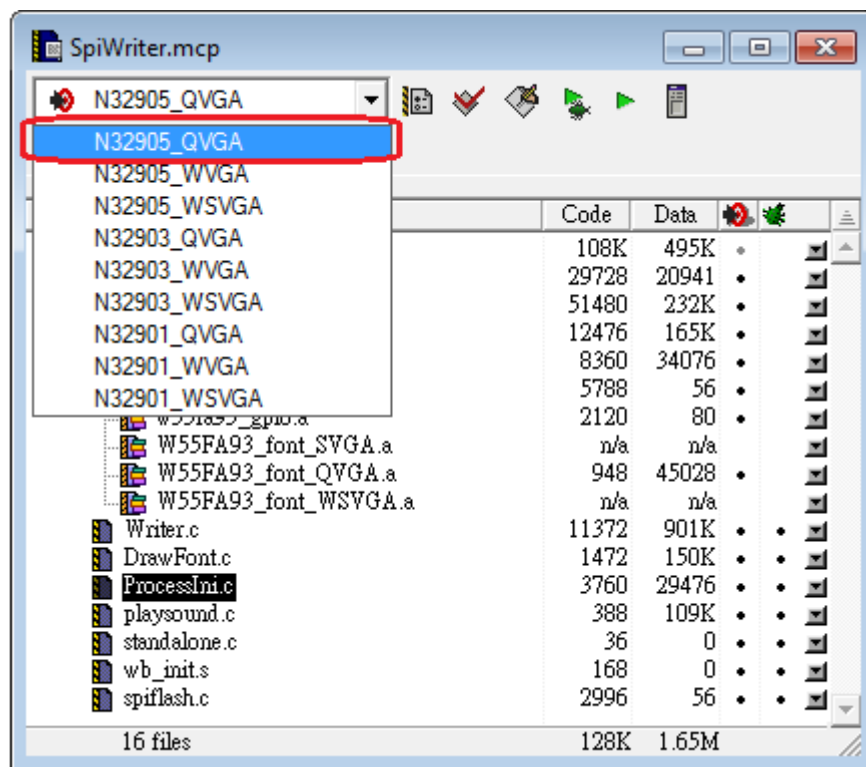 SpiWriter.mcp
N32905_QVGA
N32905_QVGA
N32905_WVGA
N32905_WSVGA
Code Data
N32903_QVGA
108K 495K
N32903_WVGA
29728 20941
N32903_WSVGA
51480 232K
N32901_QVGA
12476 165K
N32901_WVGA
8360 34076
N32901_WSVGA
5788 56
w55fa93_gpio.a 2120 80
W55FA93_font_SVGA.a n/a n/a
W55FA93_font_QVGA.a 948 45028
W55FA93_font_WSVGA.a n/a n/a
Writer.c 11372 901K
DrawFont.c 1472 150K
ProcessIni.c 3760 29476
playsound.c 388 109K
standalone.c 36 0
wb_init.s 168 0
spiflash.c 2996 56
16 files 128K 1.65M